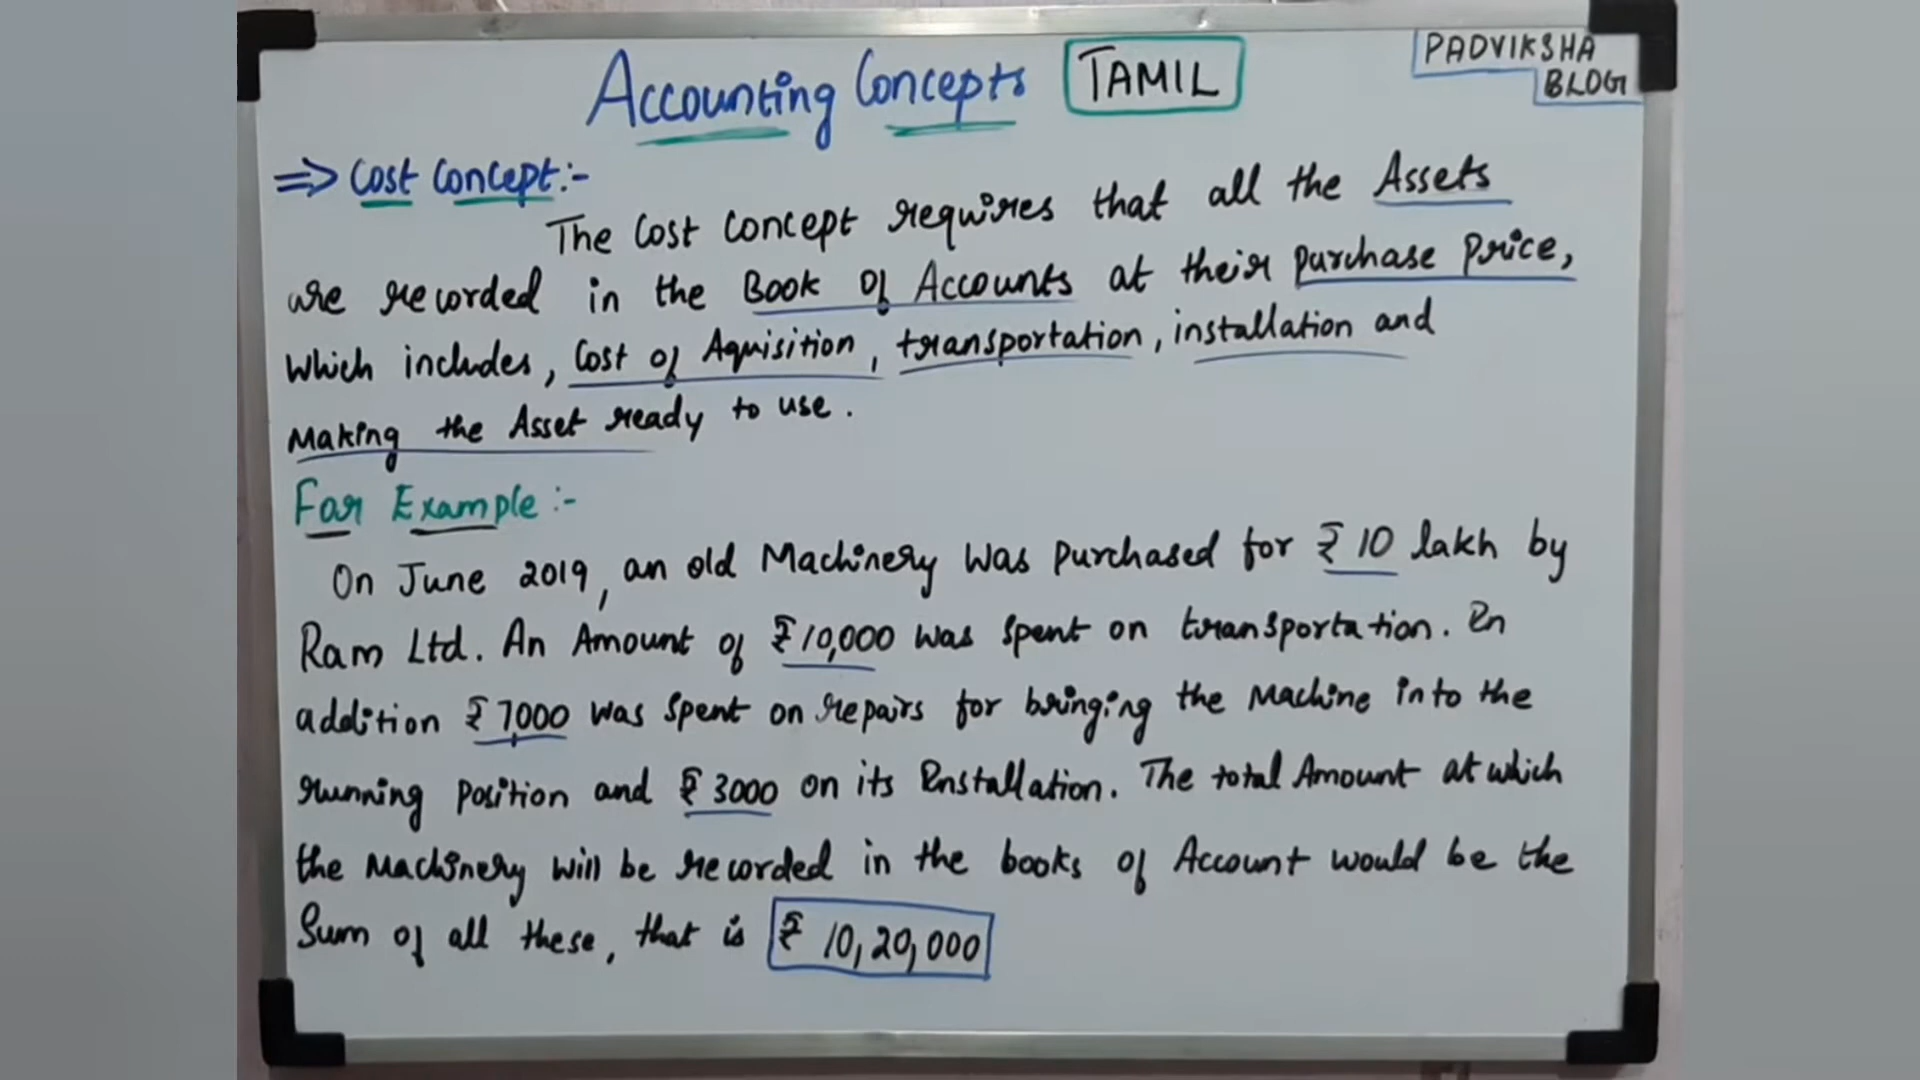 Accounting Concepts TAMIL
PADVIKSHA
BLOG
⇒ Cost Concept:-
The Cost Concept requires that all the Assets
are recorded in the Book of Accounts at their purchase price,
which includes, Cost of Aquisition, transportation, installation and
Making the Asset ready to use.
For Example:-
On June 2019, an old Machinery was purchased for ₹ 10 lakh by
Ram Ltd. An Amount of ₹ 10,000 was spent on transportation. In
addition ₹ 7000 was spent on repairs for bringing the Machine into the
running position and ₹ 3000 on its Installation. The total Amount at which
the Machinery will be recorded in the books of Account would be the
Sum of all these, that is ₹ 10,20,000